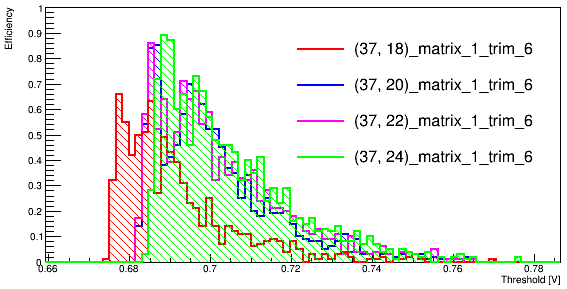 Efficiency
1
0.9
0.8
0.7
0.6
0.5
0.4
0.3
0.2
0.1
0
(37, 18)_matrix_1_trim_6
(37, 20)_matrix_1_trim_6
(37, 22)_matrix_1_trim_6
(37, 24)_matrix_1_trim_6
0.66 0.68 0.7 0.72 0.74 0.76 0.78
Threshold [V]